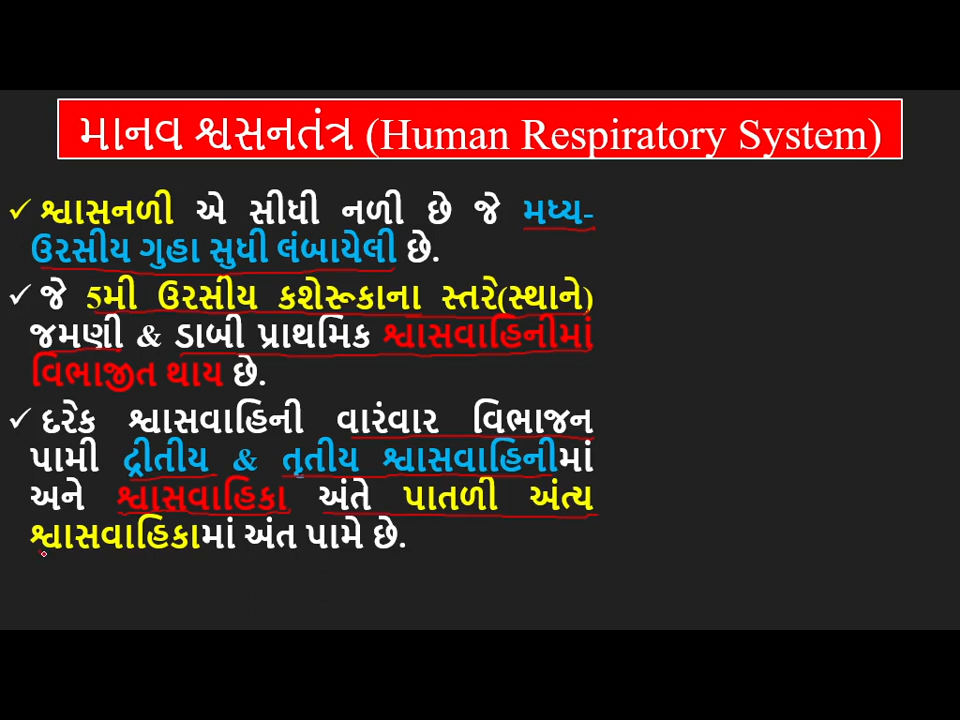 માનવ શ્વસનતંત્ર (Human Respiratory System)
✓ શ્વાસનળી એ સીધી નળી છે જે મધ્ય-
ઉરસીય ગુહા સુધી લંબાયેલી છે.
✓ જે 5મી ઉરસીય કશેરૂકાના સ્તરે(સ્થાને)
જમણી & ડાબી પ્રાથમિક શ્વાસવાહિનીમાં
વિભાજીત થાય છે.
✓ દરેક શ્વાસવાહિની વારંવાર વિભાજન
પામી દ્વીતીય & તૃતીય શ્વાસવાહિનીમાં
અને શ્વાસવાહિકા અંતે પાતળી અંત્ય
શ્વાસવાહિકામાં અંત પામે છે.